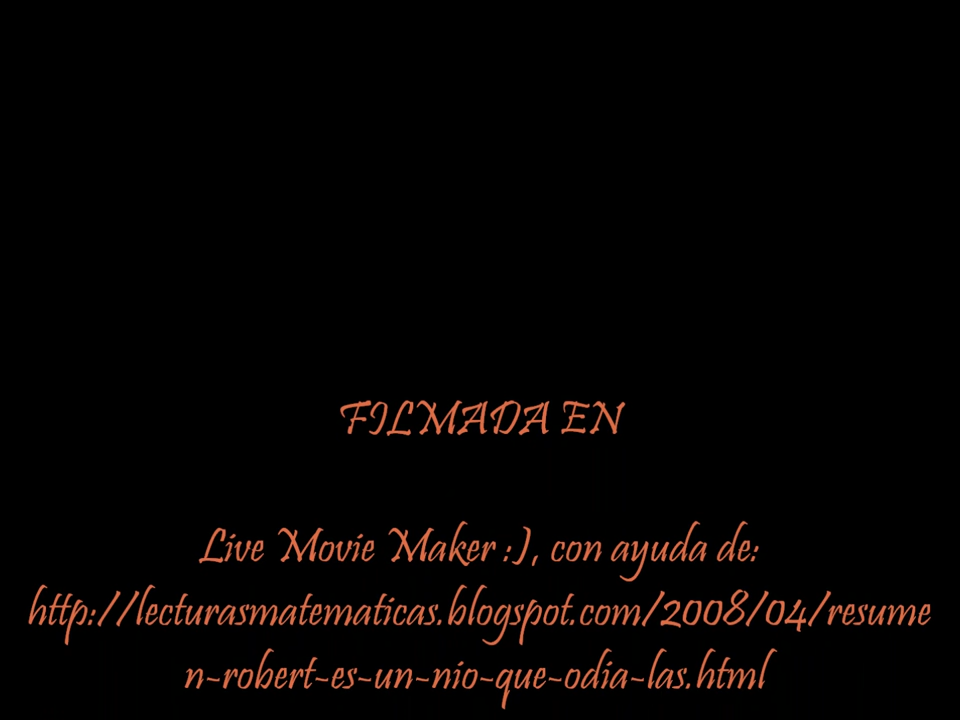 FILMADA EN
Live Movie Maker :), con ayuda de:
http://lecturasmatematicas.blogspot.com/2008/04/resume
n-robert-es-un-nio-que-odia-las.html